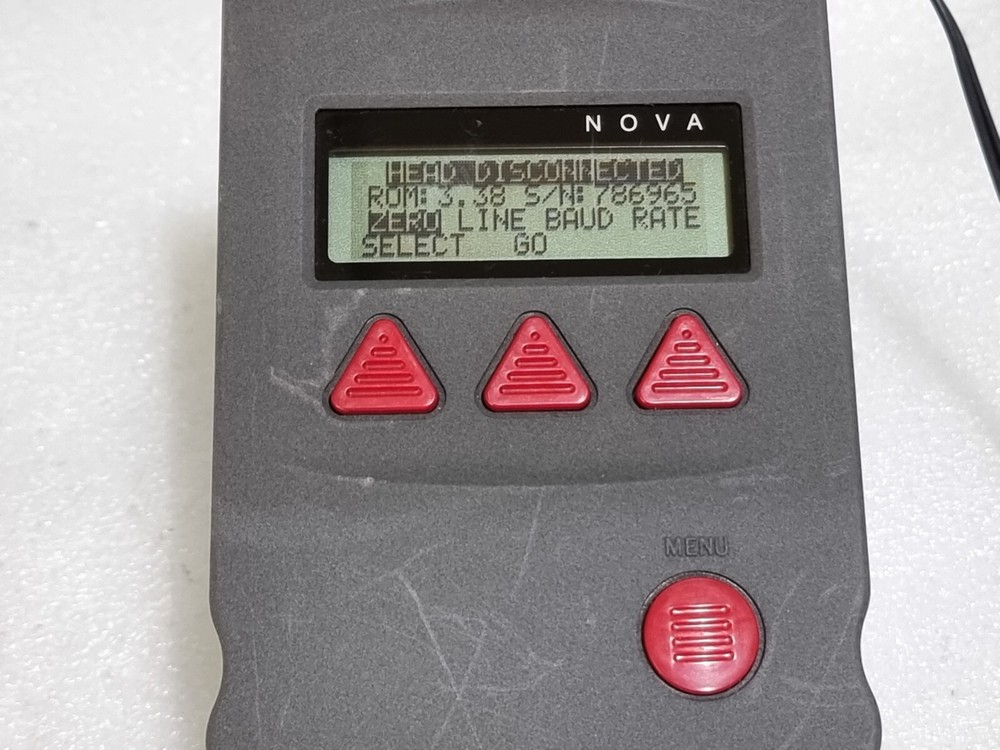 NOVA
HEAD DISCONNECTED
ROM: 3.38 S/N: 786965
ZERO LINE BAUD RATE
SELECT GO
MENU